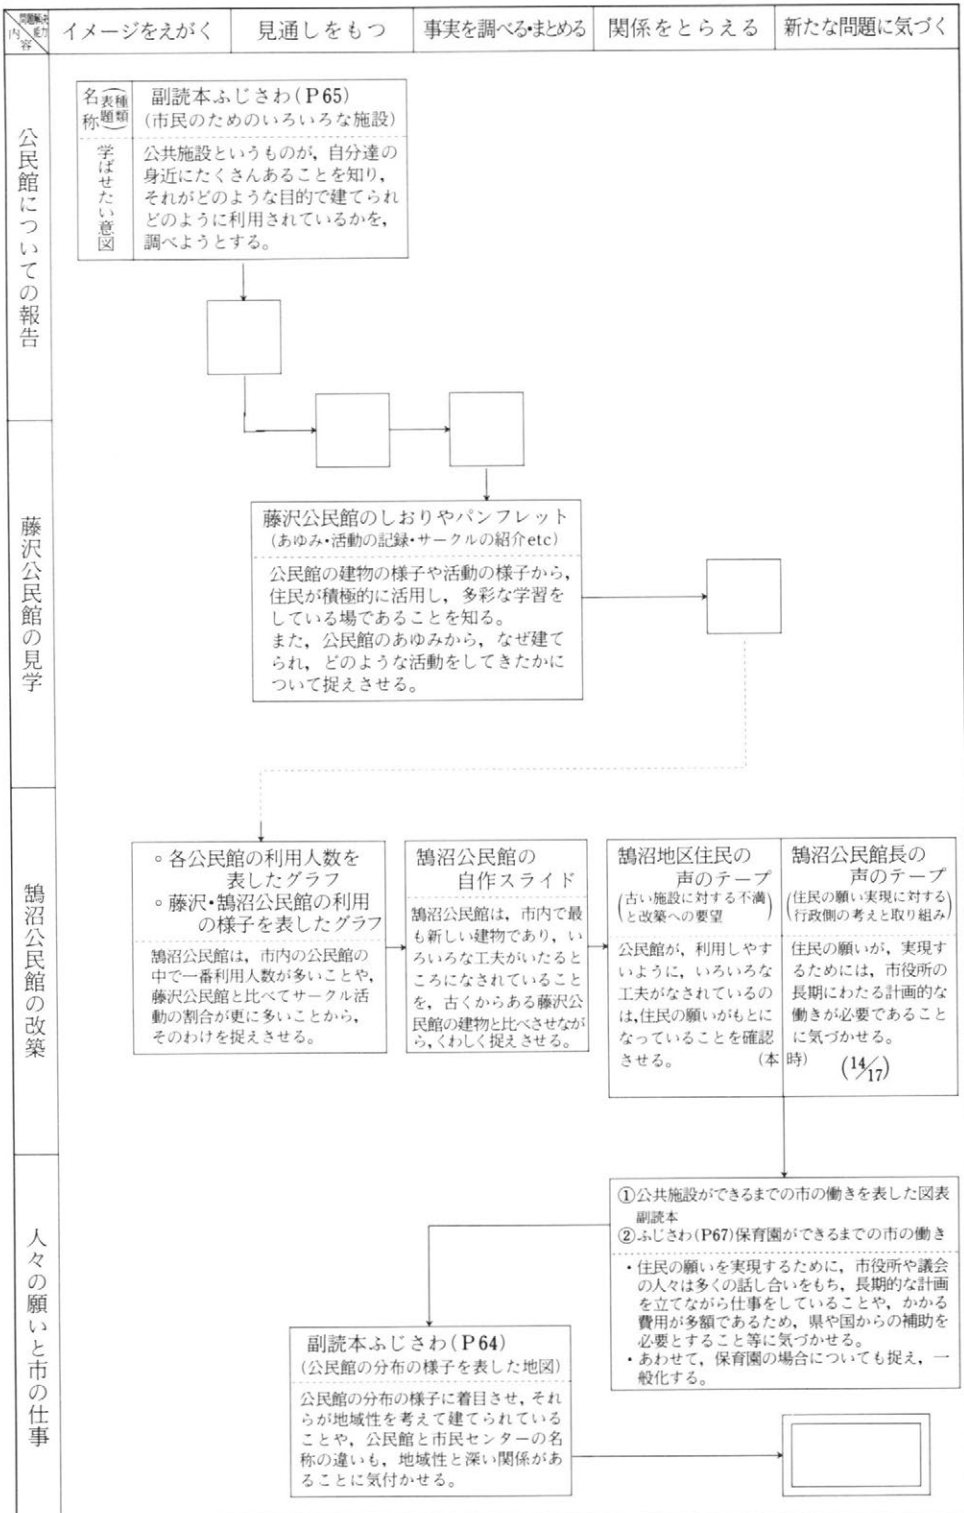 問題解決
能力
内容
イメージをえがく
見通しをもつ
事実を調べる・まとめる
関係をとらえる
新たな問題に気づく
公民館についての報告
名称(種類・表題)
副読本ふじさわ(P65)
(市民のためのいろいろな施設)
学ばせたい意図
公共施設というものが,自分達の
身近にたくさんあることを知り,
それがどのような目的で建てられ
どのように利用されているかを,
調べようとする。
藤沢公民館の見学
藤沢公民館のしおりやパンフレット
(あゆみ・活動の記録・サークルの紹介etc)
公民館の建物の様子や活動の様子から,
住民が積極的に活用し,多彩な学習を
している場であることを知る。
また,公民館のあゆみから,なぜ建て
られ,どのような活動をしてきたかに
ついて捉えさせる。
鵠沼公民館の改築
◦各公民館の利用人数を
表したグラフ
◦藤沢・鵠沼公民館の利用
の様子を表したグラフ
鵠沼公民館は,市内の公民館の
中で一番利用人数が多いことや,
藤沢公民館と比べてサークル活
動の割合が更に多いことから,
そのわけを捉えさせる。
鵠沼公民館の
自作スライド
鵠沼公民館は,市内で最
も新しい建物であり,い
ろいろな工夫がいたると
ころになされていること
を,古くからある藤沢公
民館の建物と比べさせなが
ら,くわしく捉えさせる。
鵠沼地区住民の
声のテープ
(古い施設に対する不満
と改築への要望)
公民館が,利用しやす
いように,いろいろな
工夫がなされているの
は,住民の願いがもとに
なっていることを確認
させる。
鵠沼公民館長の
声のテープ
(住民の願い実現に対する
行政側の考えと取り組み)
住民の願いが,実現す
るためには,市役所の
長期にわたる計画的な
働きが必要であること
に気づかせる。
(本時)
(14/17)
人々の願いと市の仕事
①公共施設ができるまでの市の働きを表した図表
副読本
②ふじさわ(P67)保育園ができるまでの市の働き
・住民の願いを実現するために,市役所や議会
の人々は多くの話し合いをもち,長期的な計画
を立てながら仕事をしていることや,かかる
費用が多額であるため,県や国からの補助を
必要とすること等に気づかせる。
・あわせて,保育園の場合についても捉え,一
般化する。
副読本ふじさわ(P64)
(公民館の分布の様子を表した地図)
公民館の分布の様子に着目させ,それ
らが地域性を考えて建てられている
ことや,公民館と市民センターの名
称の違いも,地域性と深い関係があ
ることに気付かせる。